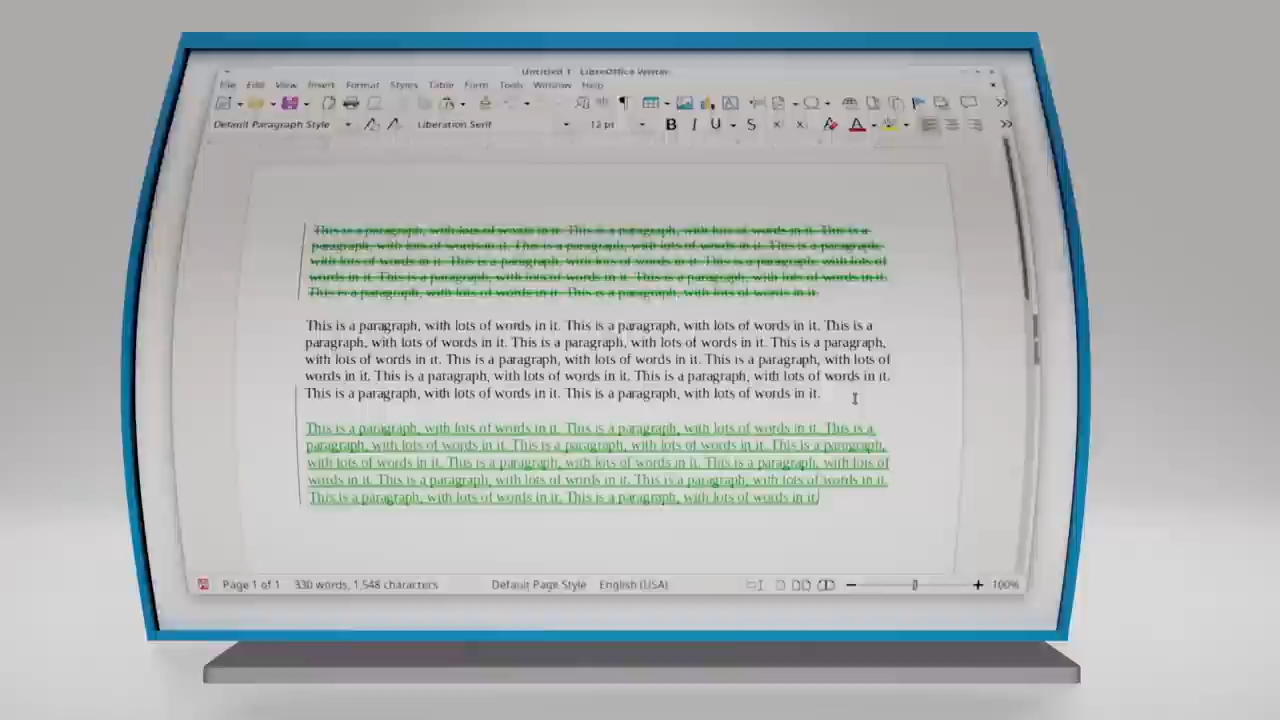 Untitled 1 - LibreOffice Writer
File Edit View Insert Format Styles Table Form Tools Window Help
Default Paragraph Style Liberation Serif 12 pt B I U S A
This is a paragraph, with lots of words in it. This is a paragraph, with lots of words in it. This is a
paragraph, with lots of words in it. This is a paragraph, with lots of words in it. This is a paragraph,
with lots of words in it. This is a paragraph, with lots of words in it. This is a paragraph, with lots of
words in it. This is a paragraph, with lots of words in it. This is a paragraph, with lots of words in it.
This is a paragraph, with lots of words in it. This is a paragraph, with lots of words in it.
This is a paragraph, with lots of words in it. This is a paragraph, with lots of words in it. This is a
paragraph, with lots of words in it. This is a paragraph, with lots of words in it. This is a paragraph,
with lots of words in it. This is a paragraph, with lots of words in it. This is a paragraph, with lots of
words in it. This is a paragraph, with lots of words in it. This is a paragraph, with lots of words in it.
This is a paragraph, with lots of words in it. This is a paragraph, with lots of words in it.
This is a paragraph, with lots of words in it. This is a paragraph, with lots of words in it. This is a
paragraph, with lots of words in it. This is a paragraph, with lots of words in it. This is a paragraph,
with lots of words in it. This is a paragraph, with lots of words in it. This is a paragraph, with lots of
words in it. This is a paragraph, with lots of words in it. This is a paragraph, with lots of words in it.
This is a paragraph, with lots of words in it. This is a paragraph, with lots of words in it.
Page 1 of 1 330 words, 1,548 characters Default Page Style English (USA) 100%